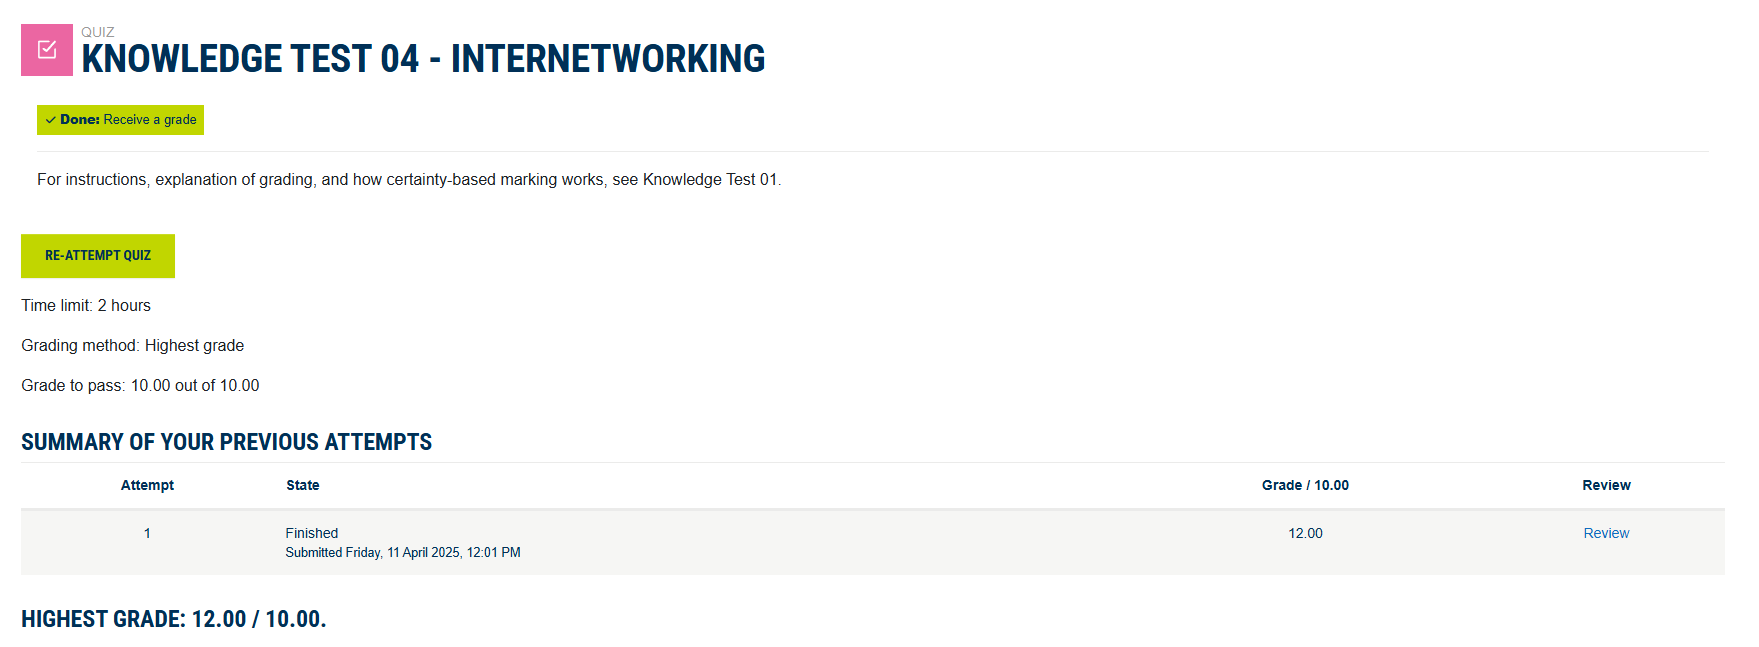 QUIZ
KNOWLEDGE TEST 04 - INTERNETWORKING
Done: Receive a grade
For instructions, explanation of grading, and how certainty-based marking works, see Knowledge Test 01.
RE-ATTEMPT QUIZ
Time limit: 2 hours
Grading method: Highest grade
Grade to pass: 10.00 out of 10.00
SUMMARY OF YOUR PREVIOUS ATTEMPTS
Attempt State Grade / 10.00 Review
1 Finished 12.00 Review
Submitted Friday, 11 April 2025, 12:01 PM
HIGHEST GRADE: 12.00 / 10.00.